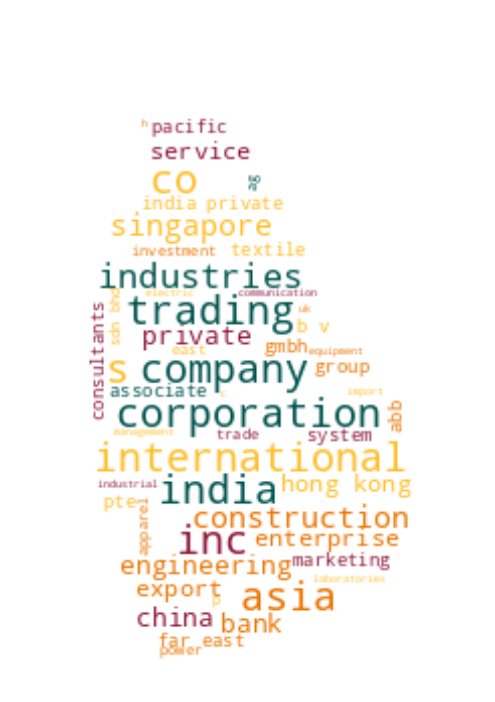 h pacific
service
co
ag
india private
singapore
investment textile
industries
electric communication
sdn bhd
trading uk
b v
private
consultants
gmbh
east equipment
s company group
associate c import
corporation abb
management trade system
international
industrial india hong kong
pte
apparel
construction
inc enterprise
engineering marketing
laboratories
export p asia
china bank
far east
power